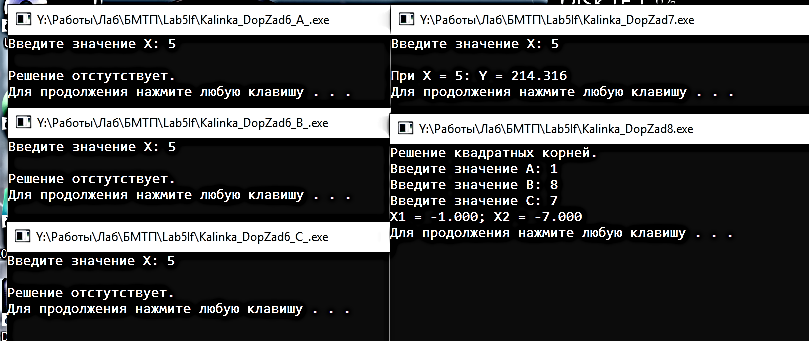 Y:\Работы\Лаб\БМТП\Lab5If\Kalinka_DopZad6_A_.exe
Введите значение X: 5
Решение отстутствует.
Для продолжения нажмите любую клавишу . . .
Y:\Работы\Лаб\БМТП\Lab5If\Kalinka_DopZad6_B_.exe
Введите значение X: 5
Решение отстутствует.
Для продолжения нажмите любую клавишу . . .
Y:\Работы\Лаб\БМТП\Lab5If\Kalinka_DopZad6_C_.exe
Введите значение X: 5
Решение отстутствует.
Для продолжения нажмите любую клавишу . . .
Y:\Работы\Лаб\БМТП\Lab5If\Kalinka_DopZad7.exe
Введите значение X: 5
При X = 5: Y = 214.316
Для продолжения нажмите любую клавишу . . .
Y:\Работы\Лаб\БМТП\Lab5If\Kalinka_DopZad8.exe
Решение квадратных корней.
Введите значение A: 1
Введите значение B: 8
Введите значение C: 7
X1 = -1.000; X2 = -7.000
Для продолжения нажмите любую клавишу . . .